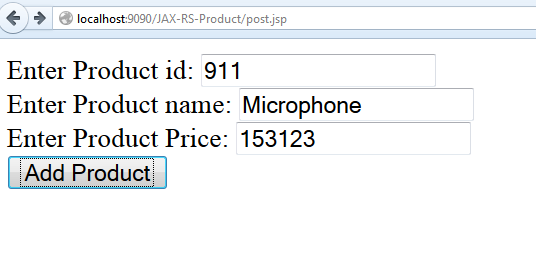 localhost:9090/JAX-RS-Product/post.jsp
Enter Product id: 911
Enter Product name: Microphone
Enter Product Price: 153123
Add Product